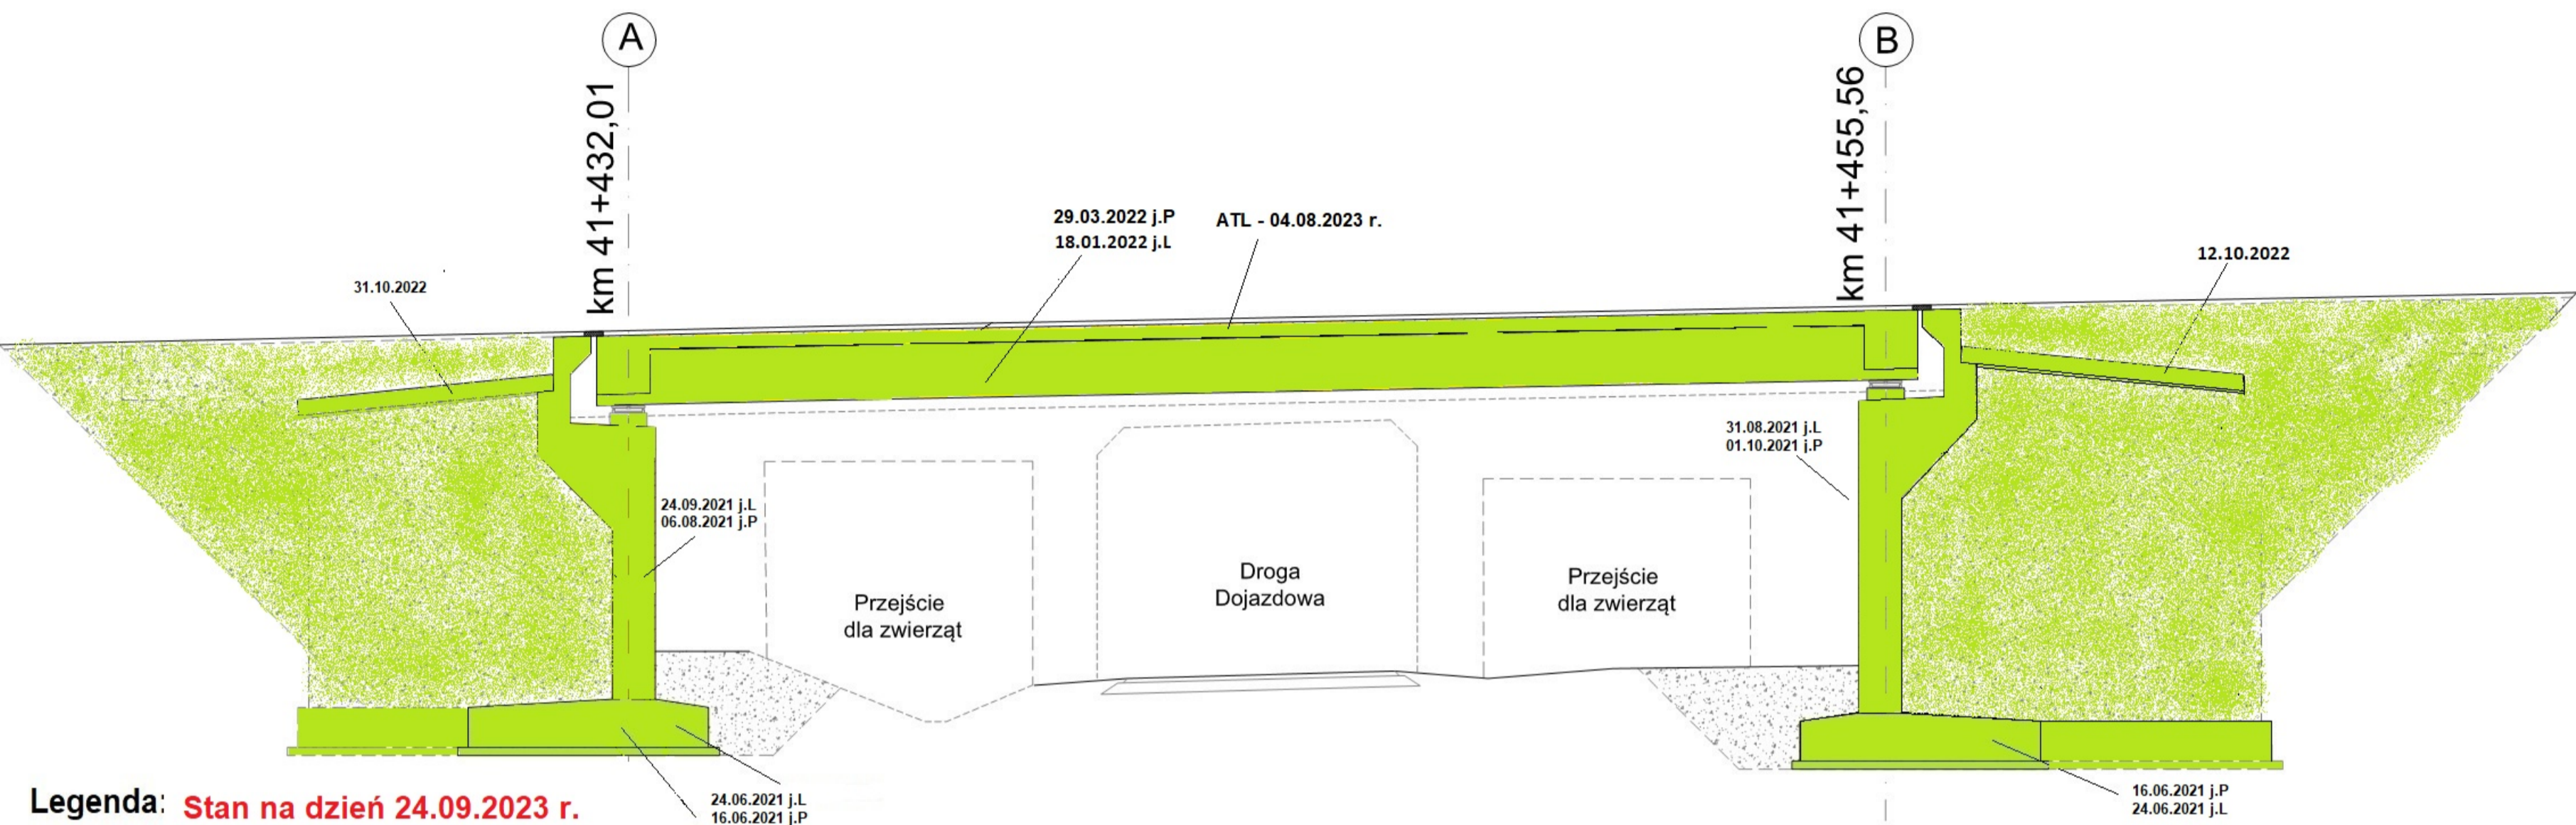 A
B
km 41+432,01
km 41+455,56
29.03.2022 j.P
18.01.2022 j.L
ATL - 04.08.2023 r.
12.10.2022
31.10.2022
31.08.2021 j.L
01.10.2021 j.P
24.09.2021 j.L
06.08.2021 j.P
Przejście
dla zwierząt
Droga
Dojazdowa
Przejście
dla zwierząt
Legenda: Stan na dzień 24.09.2023 r.
24.06.2021 j.L
16.06.2021 j.P
16.06.2021 j.P
24.06.2021 j.L